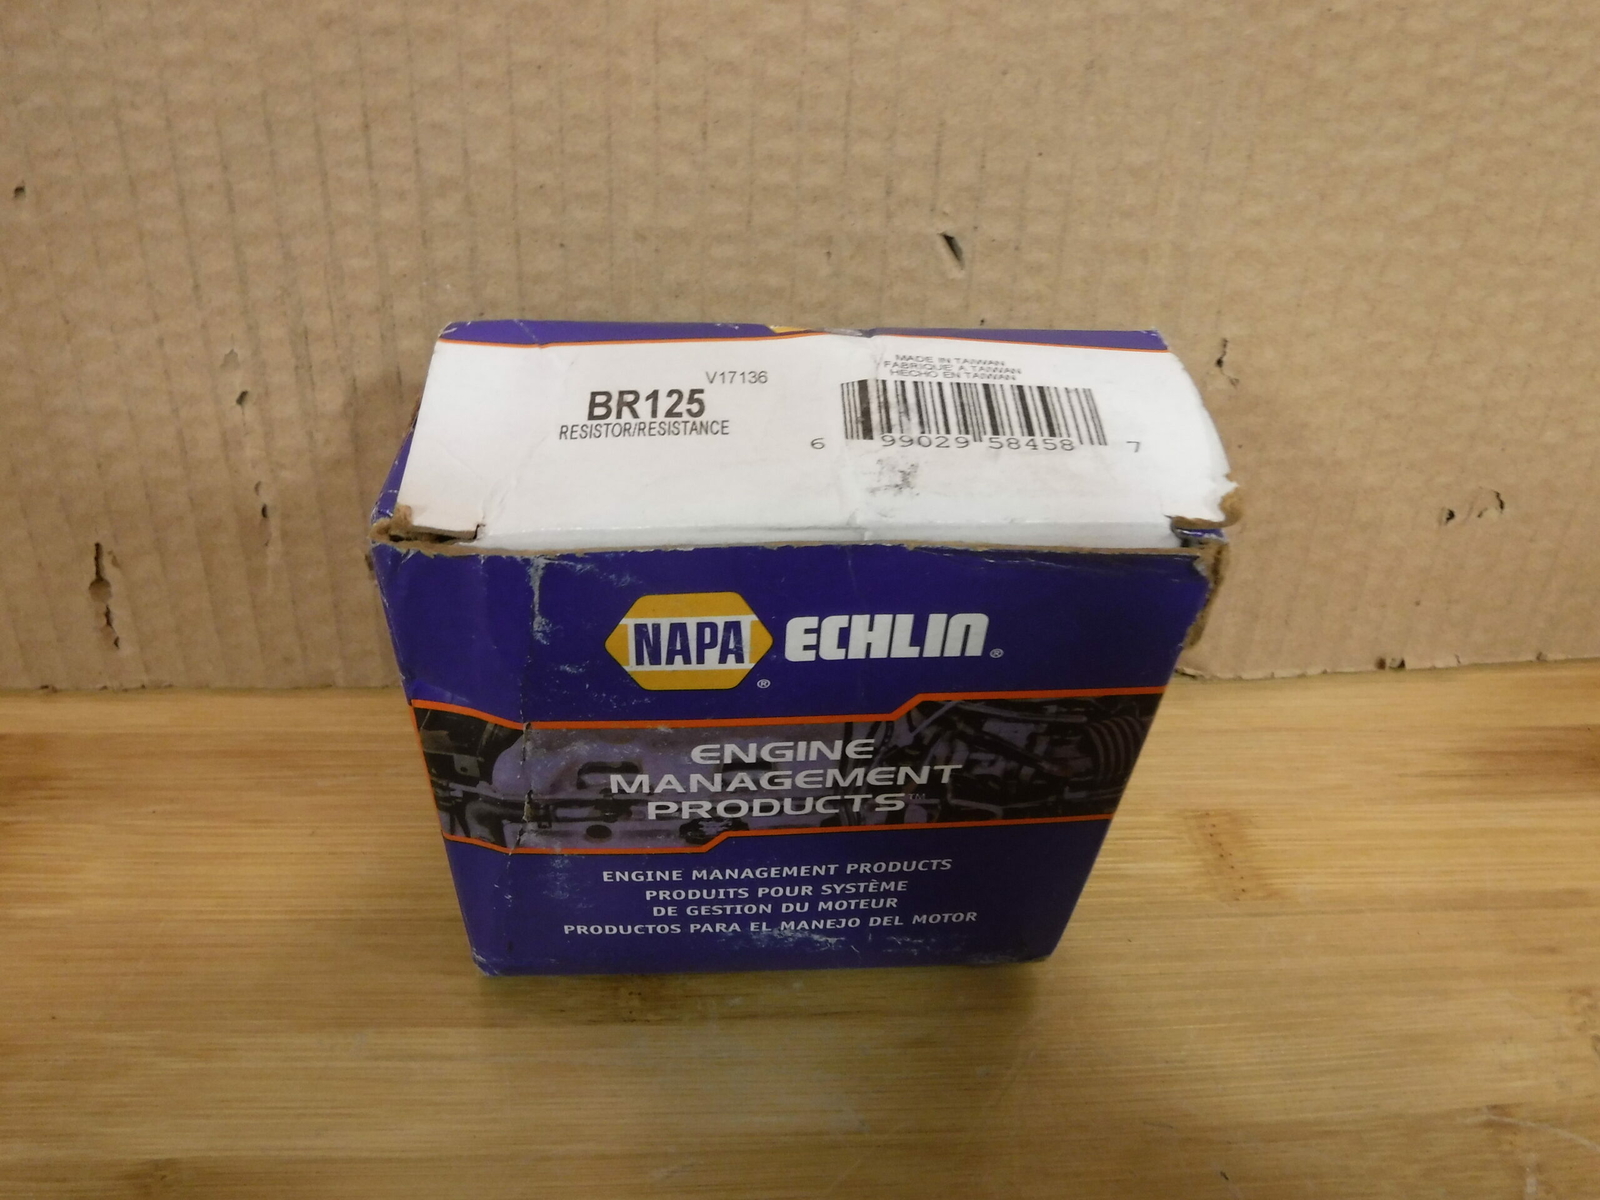 V17136
BR125
RESISTOR/RESISTANCE
MADE IN TAIWAN
FABRIQUE A TAIWAN
HECHO EN TAIWAN
6 99029 58458 7
NAPA® ECHLIN®
ENGINE
MANAGEMENT
PRODUCTS™
ENGINE MANAGEMENT PRODUCTS
PRODUITS POUR SYSTÈME
DE GESTION DU MOTEUR
PRODUCTOS PARA EL MANEJO DEL MOTOR